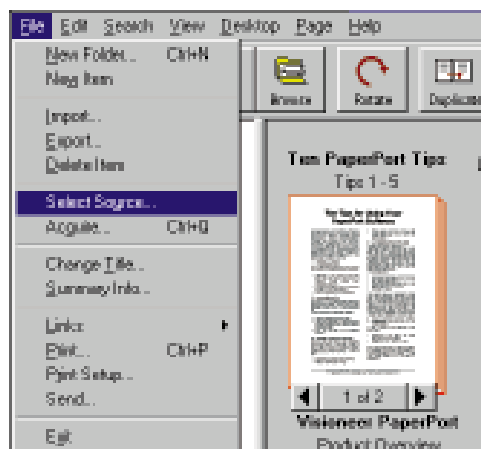 File Edit Search View Desktop Page Help
New Folder... Ctrl+N
New Item
Import...
Export...
Delete Item
Select Source...
Acquire... Ctrl+Q
Change Title...
Summary Info...
Links
Print... Ctrl+P
Print Setup...
Send...
Exit
Browse Rotate Duplicate
Ten PaperPort Tips
Tips 1 - 5
1 of 2
Visioneer PaperPort
Product Overview